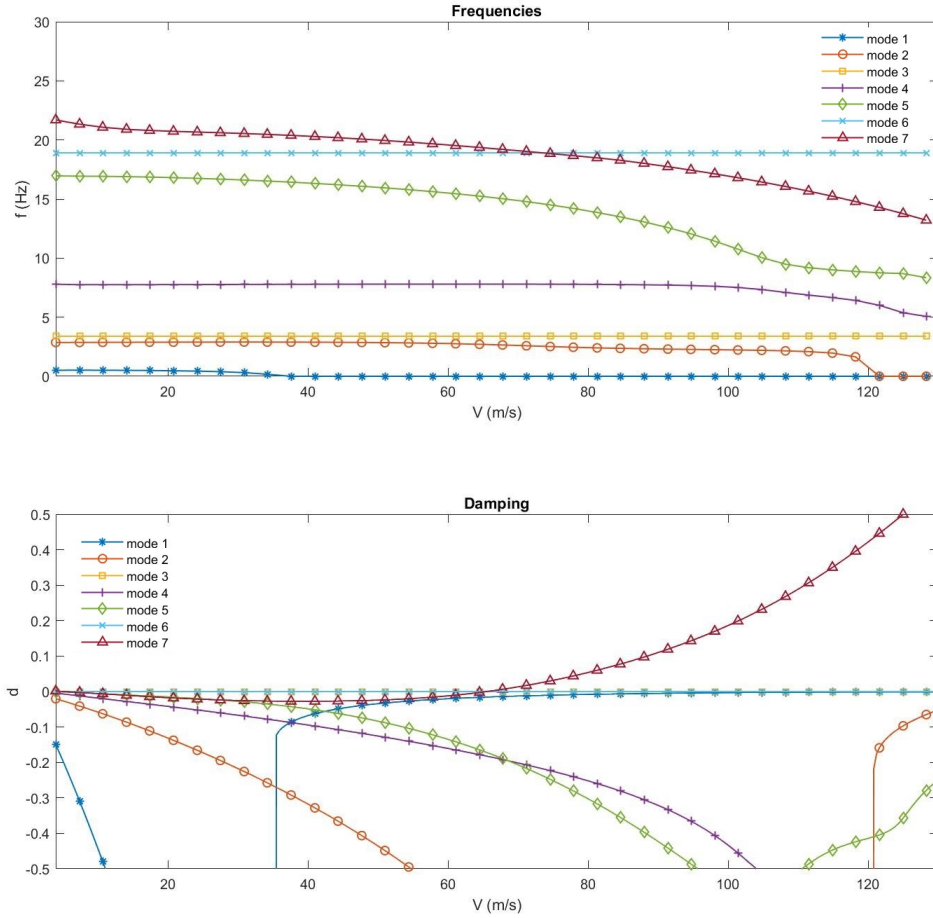 Frequencies
30
25
20
15
10
5
0
f (Hz)
mode 1
mode 2
mode 3
mode 4
mode 5
mode 6
mode 7
20
40
60
80
100
120
V (m/s)
Damping
0.5
0.4
0.3
0.2
0.1
0
-0.1
-0.2
-0.3
-0.4
-0.5
d
mode 1
mode 2
mode 3
mode 4
mode 5
mode 6
mode 7
20
40
60
80
100
120
V (m/s)